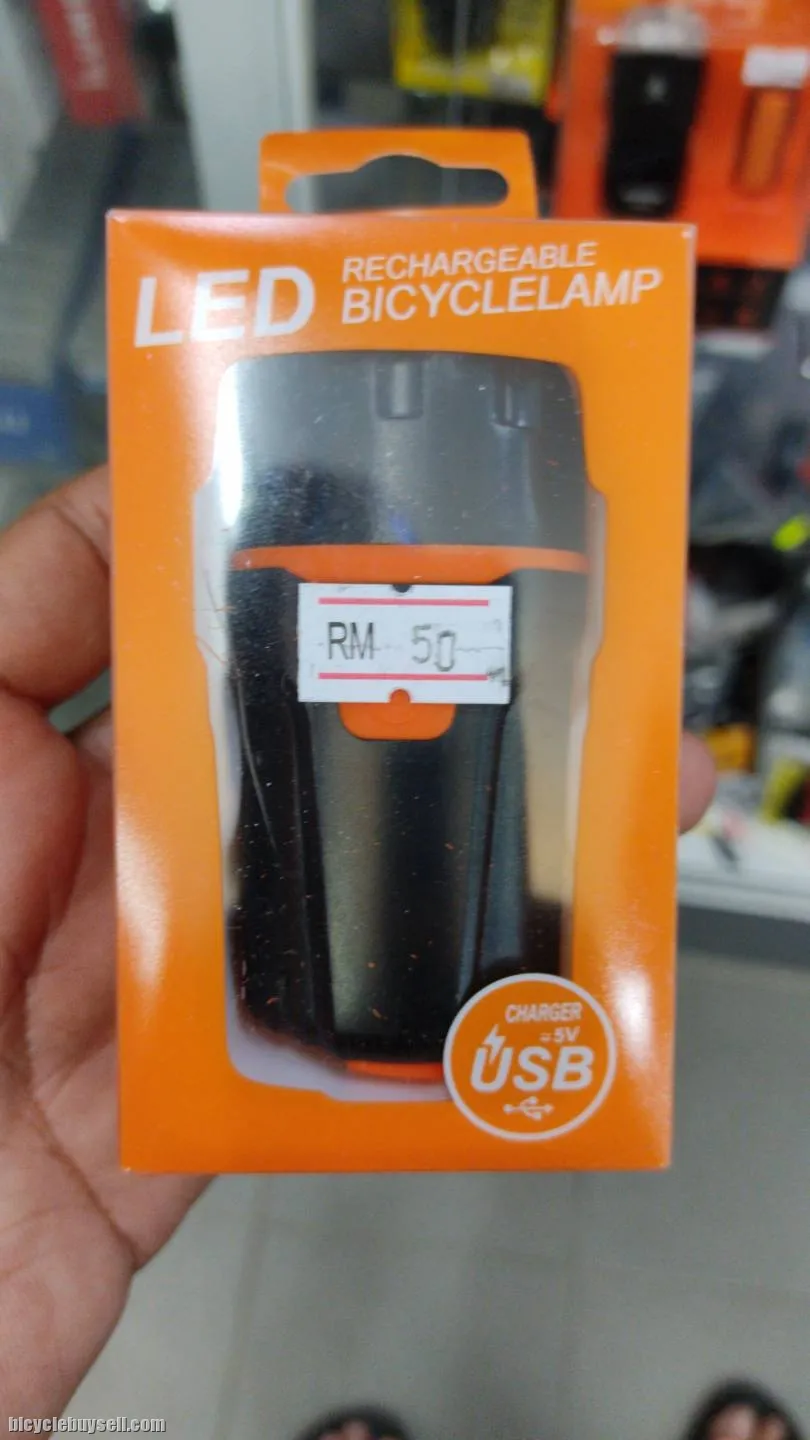 LED
RECHARGEABLE
BICYCLELAMP
RM 50
CHARGER
⎓5V
USB
bicyclebuysell.com